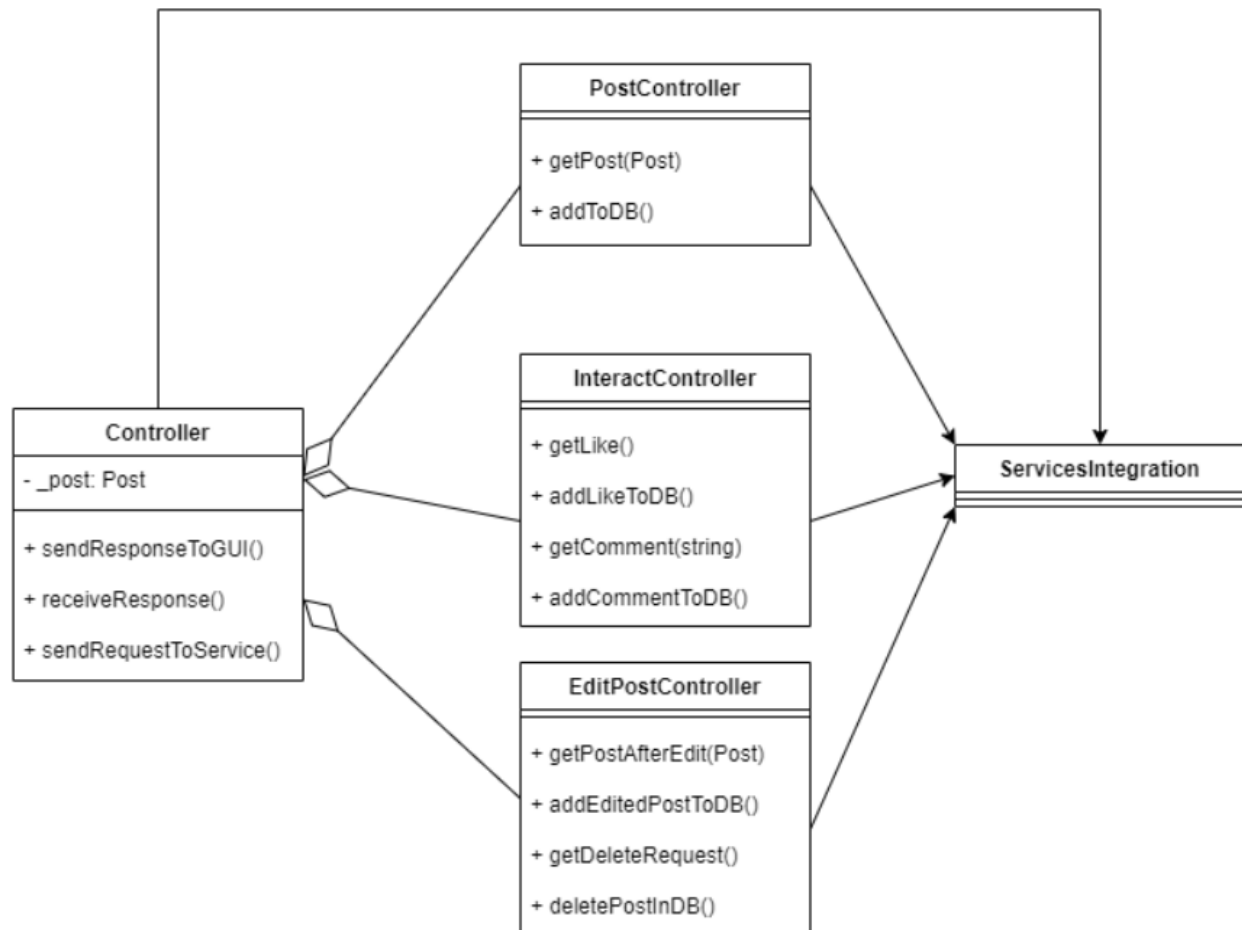 PostController
+ getPost(Post)
+ addToDB()
InteractController
+ getLike()
+ addLikeToDB()
+ getComment(string)
+ addCommentToDB()
Controller
- _post: Post
+ sendResponseToGUI()
+ receiveResponse()
+ sendRequestToService()
ServicesIntegration
EditPostController
+ getPostAfterEdit(Post)
+ addEditedPostToDB()
+ getDeleteRequest()
+ deletePostInDB()